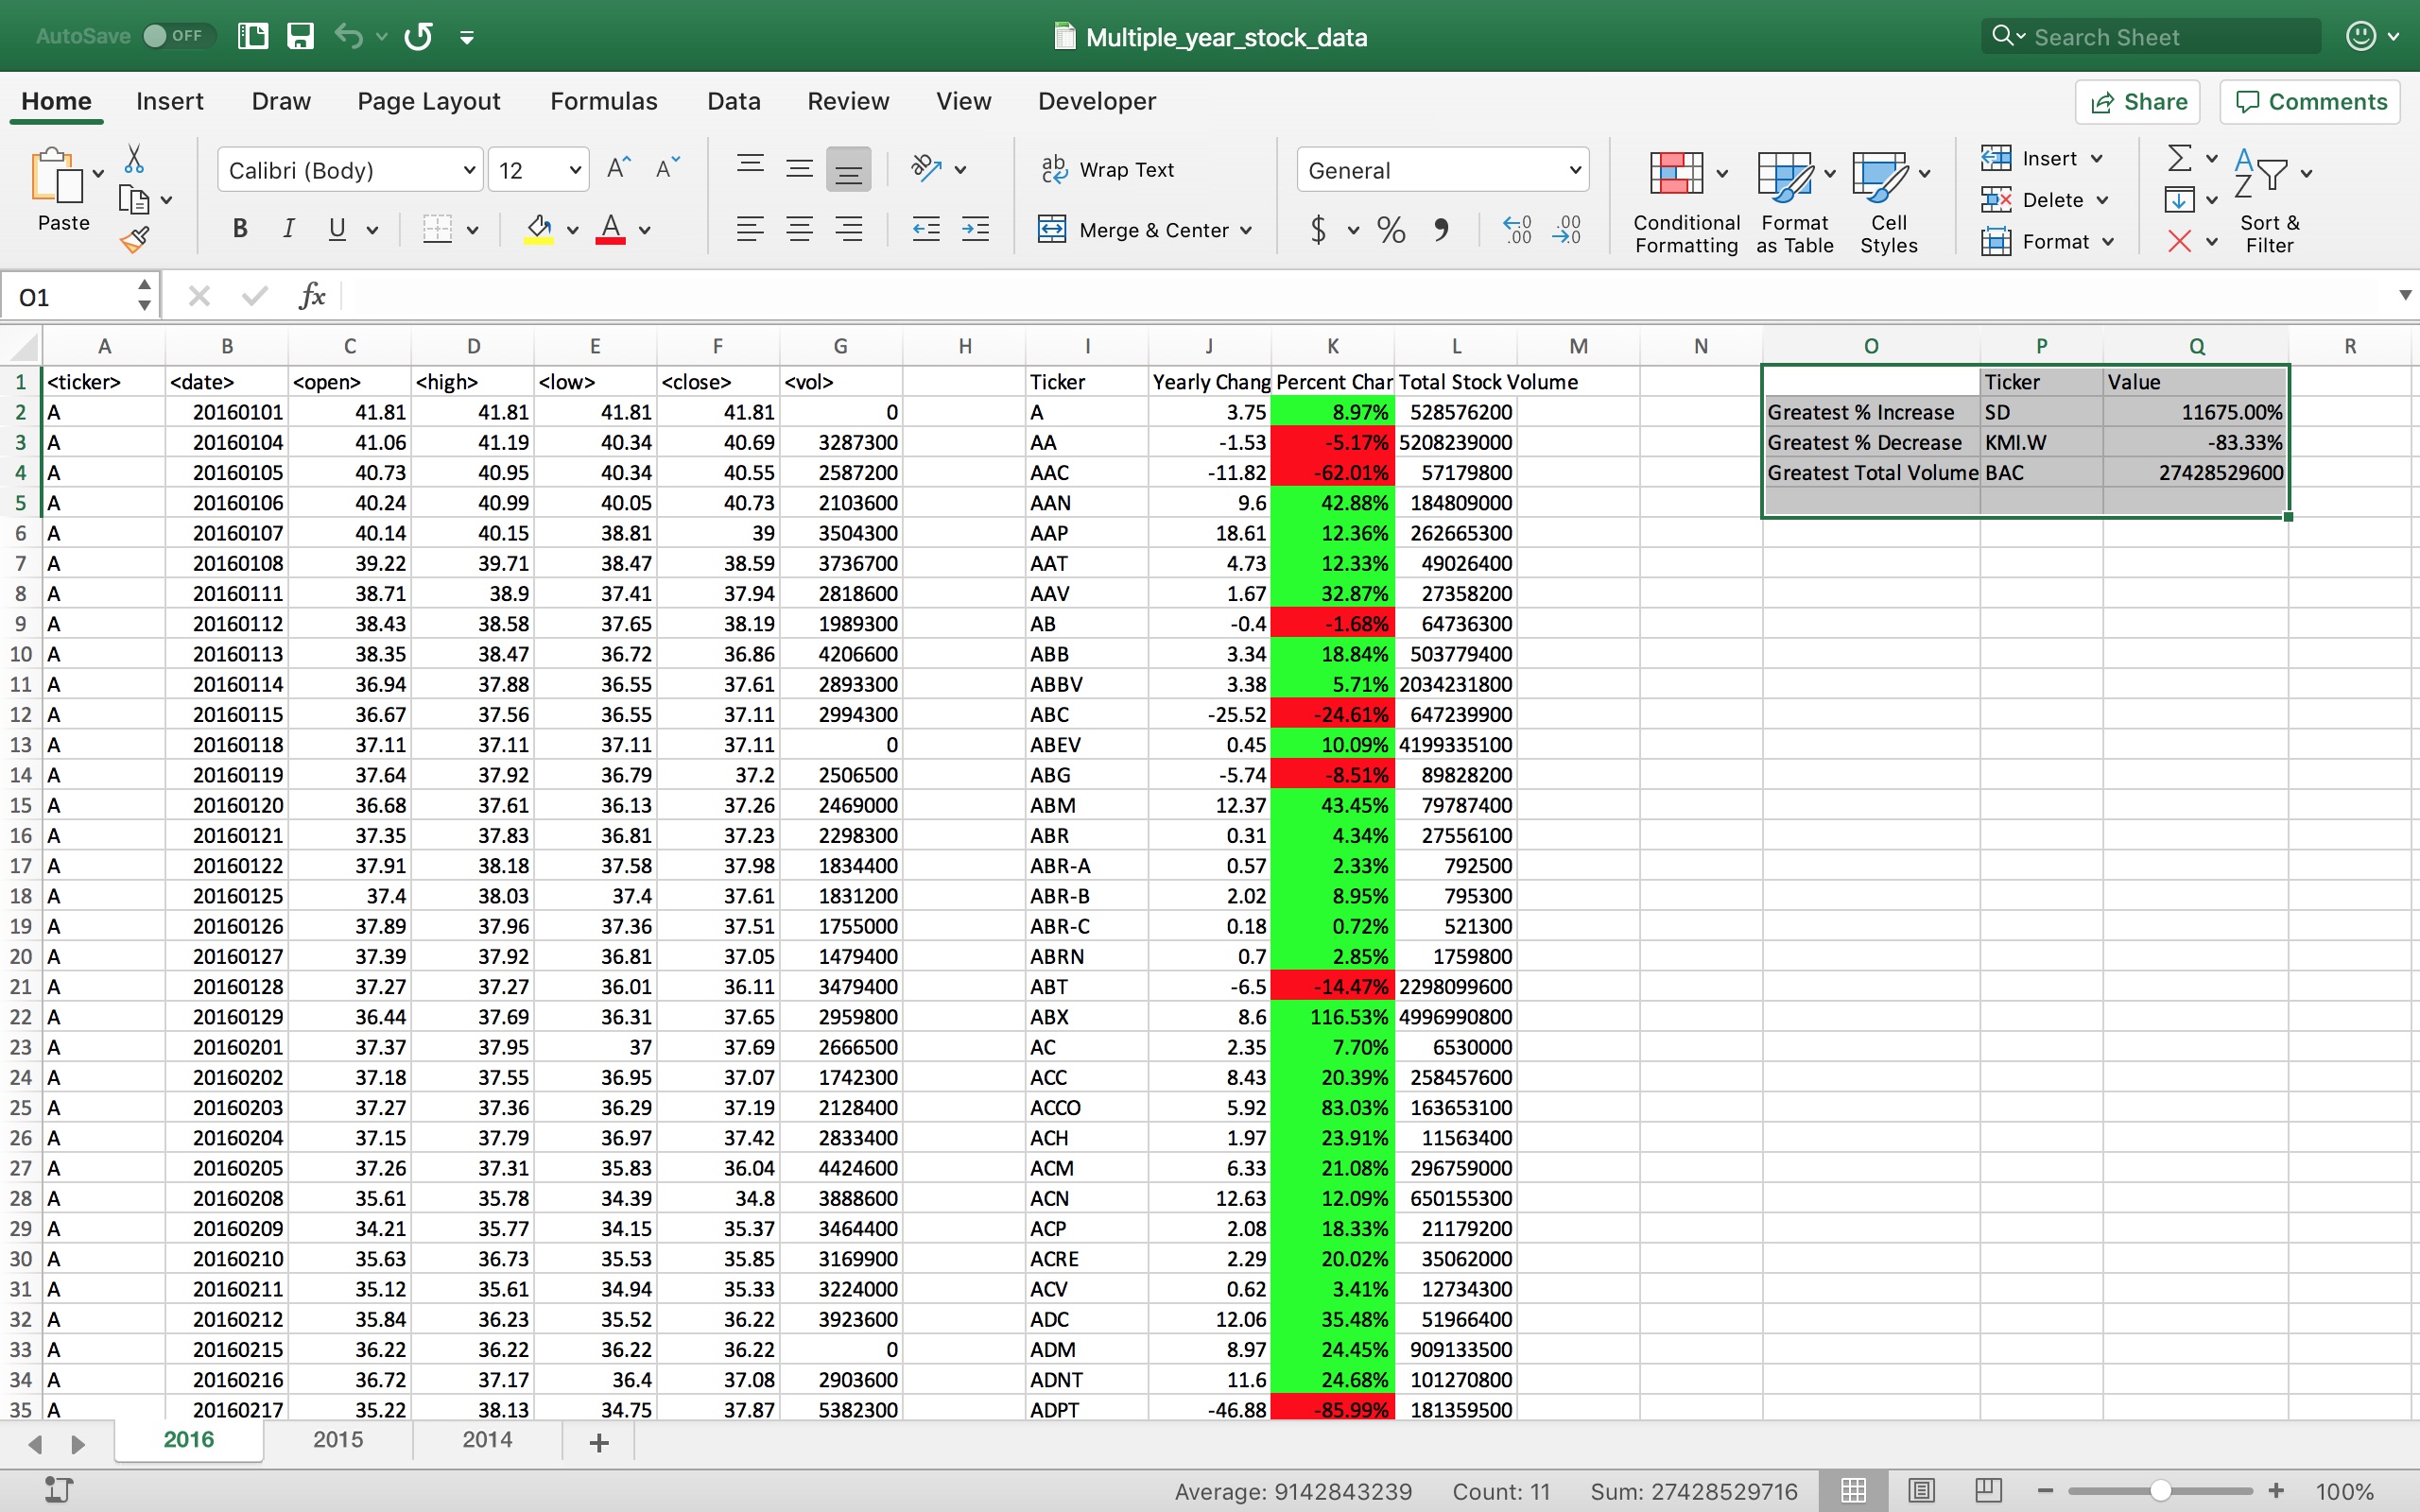 AutoSave OFF Multiple_year_stock_data Search Sheet
Home Insert Draw Page Layout Formulas Data Review View Developer Share Comments
Paste Calibri (Body) 12 Wrap Text General Conditional Formatting Format as Table Cell Styles Insert Delete Format Sort & Filter
B I U A Merge & Center $ % .00 .00 .0
O1 fx
A B C D E F G H I J K L M N O P Q R
1 <ticker> <date> <open> <high> <low> <close> <vol> Ticker Yearly Chang Percent Char Total Stock Volume Ticker Value
2 A 20160101 41.81 41.81 41.81 41.81 0 A 3.75 8.97% 528576200 Greatest % Increase SD 11675.00%
3 A 20160104 41.06 41.19 40.34 40.69 3287300 AA -1.53 -5.17% 5208239000 Greatest % Decrease KMI.W -83.33%
4 A 20160105 40.73 40.95 40.34 40.55 2587200 AAC -11.82 -62.01% 57179800 Greatest Total Volume BAC 27428529600
5 A 20160106 40.24 40.99 40.05 40.73 2103600 AAN 9.6 42.88% 184809000
6 A 20160107 40.14 40.15 38.81 39 3504300 AAP 18.61 12.36% 262665300
7 A 20160108 39.22 39.71 38.47 38.59 3736700 AAT 4.73 12.33% 49026400
8 A 20160111 38.71 38.9 37.41 37.94 2818600 AAV 1.67 32.87% 27358200
9 A 20160112 38.43 38.58 37.65 38.19 1989300 AB -0.4 -1.68% 64736300
10 A 20160113 38.35 38.47 36.72 36.86 4206600 ABB 3.34 18.84% 503779400
11 A 20160114 36.94 37.88 36.55 37.61 2893300 ABBV 3.38 5.71% 2034231800
12 A 20160115 36.67 37.56 36.55 37.11 2994300 ABC -25.52 -24.61% 647239900
13 A 20160118 37.11 37.11 37.11 37.11 0 ABEV 0.45 10.09% 4199335100
14 A 20160119 37.64 37.92 36.79 37.2 2506500 ABG -5.74 -8.51% 89828200
15 A 20160120 36.68 37.61 36.13 37.26 2469000 ABM 12.37 43.45% 79787400
16 A 20160121 37.35 37.83 36.81 37.23 2298300 ABR 0.31 4.34% 27556100
17 A 20160122 37.91 38.18 37.58 37.98 1834400 ABR-A 0.57 2.33% 792500
18 A 20160125 37.4 38.03 37.4 37.61 1831200 ABR-B 2.02 8.95% 795300
19 A 20160126 37.89 37.96 37.36 37.51 1755000 ABR-C 0.18 0.72% 521300
20 A 20160127 37.39 37.92 36.81 37.05 1479400 ABRN 0.7 2.85% 1759800
21 A 20160128 37.27 37.27 36.01 36.11 3479400 ABT -6.5 -14.47% 2298099600
22 A 20160129 36.44 37.69 36.31 37.65 2959800 ABX 8.6 116.53% 4996990800
23 A 20160201 37.37 37.95 37 37.69 2666500 AC 2.35 7.70% 6530000
24 A 20160202 37.18 37.55 36.95 37.07 1742300 ACC 8.43 20.39% 258457600
25 A 20160203 37.27 37.36 36.29 37.19 2128400 ACCO 5.92 83.03% 163653100
26 A 20160204 37.15 37.79 36.97 37.42 2833400 ACH 1.97 23.91% 11563400
27 A 20160205 37.26 37.31 35.83 36.04 4424600 ACM 6.33 21.08% 296759000
28 A 20160208 35.61 35.78 34.39 34.8 3888600 ACN 12.63 12.09% 650155300
29 A 20160209 34.21 35.77 34.15 35.37 3464400 ACP 2.08 18.33% 21179200
30 A 20160210 35.63 36.73 35.53 35.85 3169900 ACRE 2.29 20.02% 35062000
31 A 20160211 35.12 35.61 34.94 35.33 3224000 ACV 0.62 3.41% 12734300
32 A 20160212 35.84 36.23 35.52 36.22 3923600 ADC 12.06 35.48% 51966400
33 A 20160215 36.22 36.22 36.22 36.22 0 ADM 8.97 24.45% 909133500
34 A 20160216 36.72 37.17 36.4 37.08 2903600 ADNT 11.6 24.68% 101270800
35 A 20160217 35.22 38.13 34.75 37.87 5382300 ADPT -46.88 -85.99% 181359500
2016 2015 2014
Average: 9142843239 Count: 11 Sum: 27428529716 100%